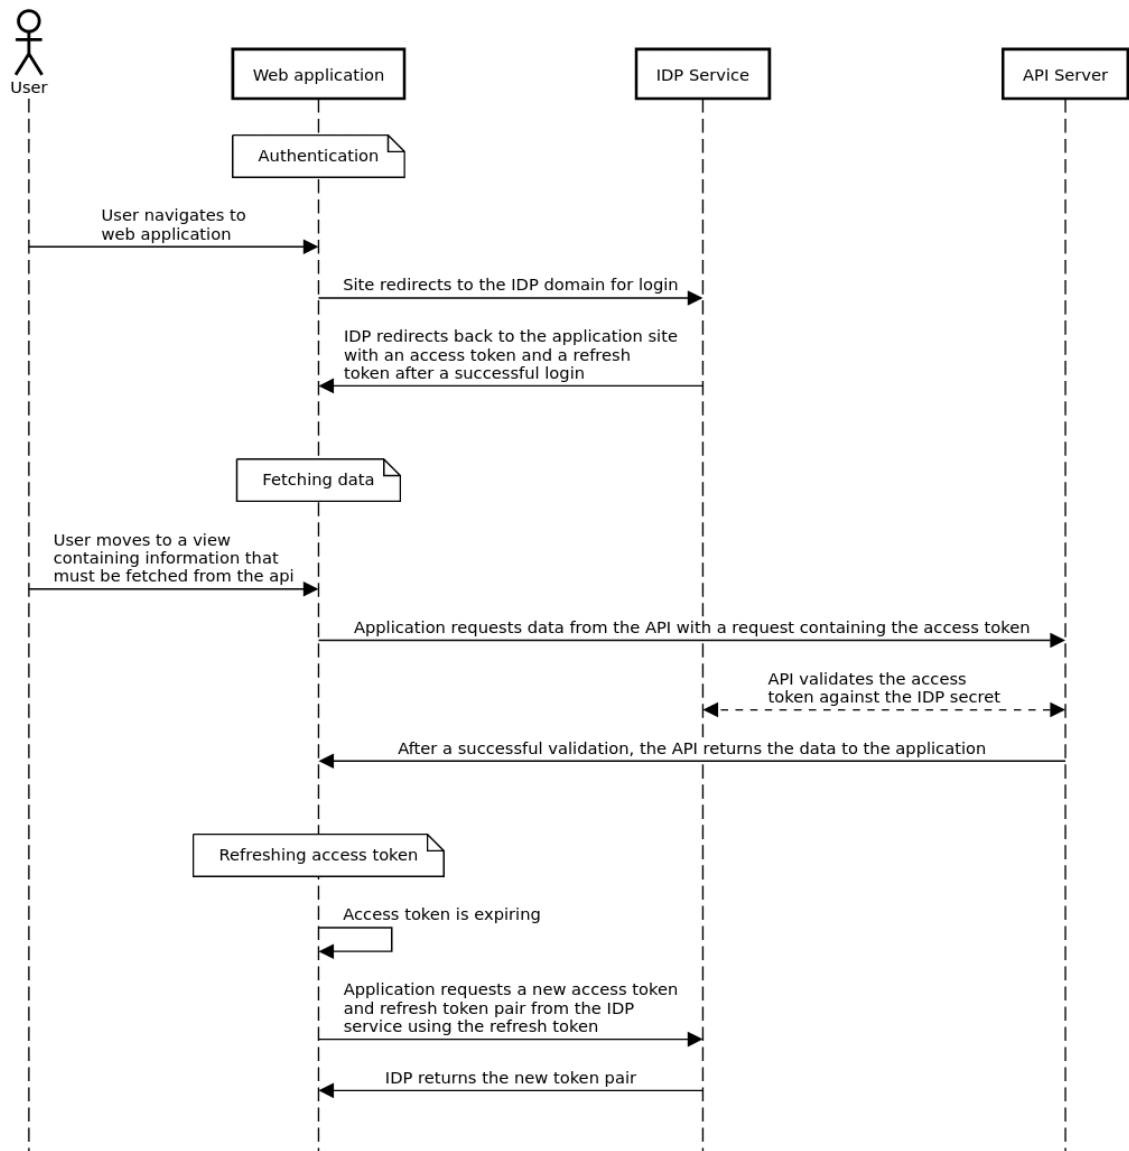 User
Web application
IDP Service
API Server
Authentication
User navigates to
web application
Site redirects to the IDP domain for login
IDP redirects back to the application site
with an access token and a refresh
token after a successful login
Fetching data
User moves to a view
containing information that
must be fetched from the api
Application requests data from the API with a request containing the access token
API validates the access
token against the IDP secret
After a successful validation, the API returns the data to the application
Refreshing access token
Access token is expiring
Application requests a new access token
and refresh token pair from the IDP
service using the refresh token
IDP returns the new token pair